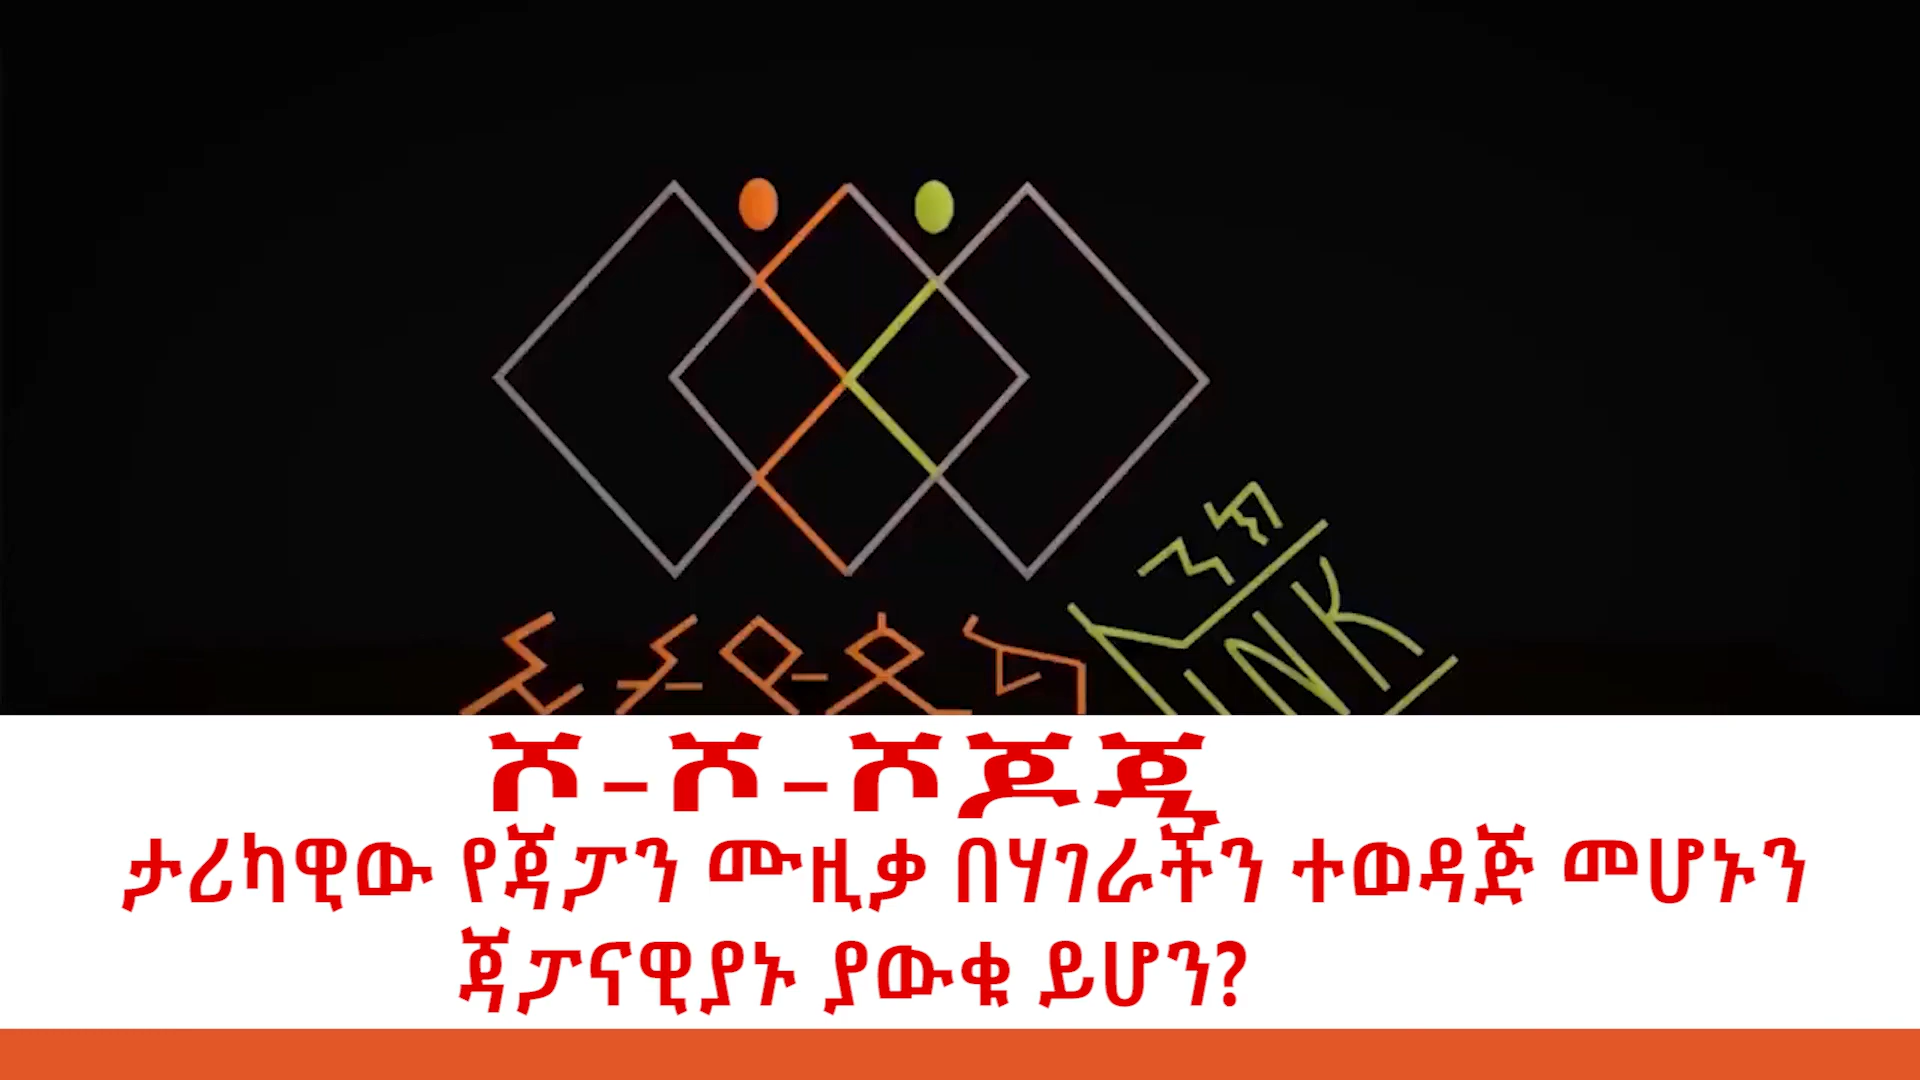 ሾ-ሾ-ሾጆጂ
ታሪካዊው የጃፓን ሙዚቃ በሃገራችን ተወዳጅ መሆኑን
ጃፓናዊያኑ ያውቁ ይሆን?